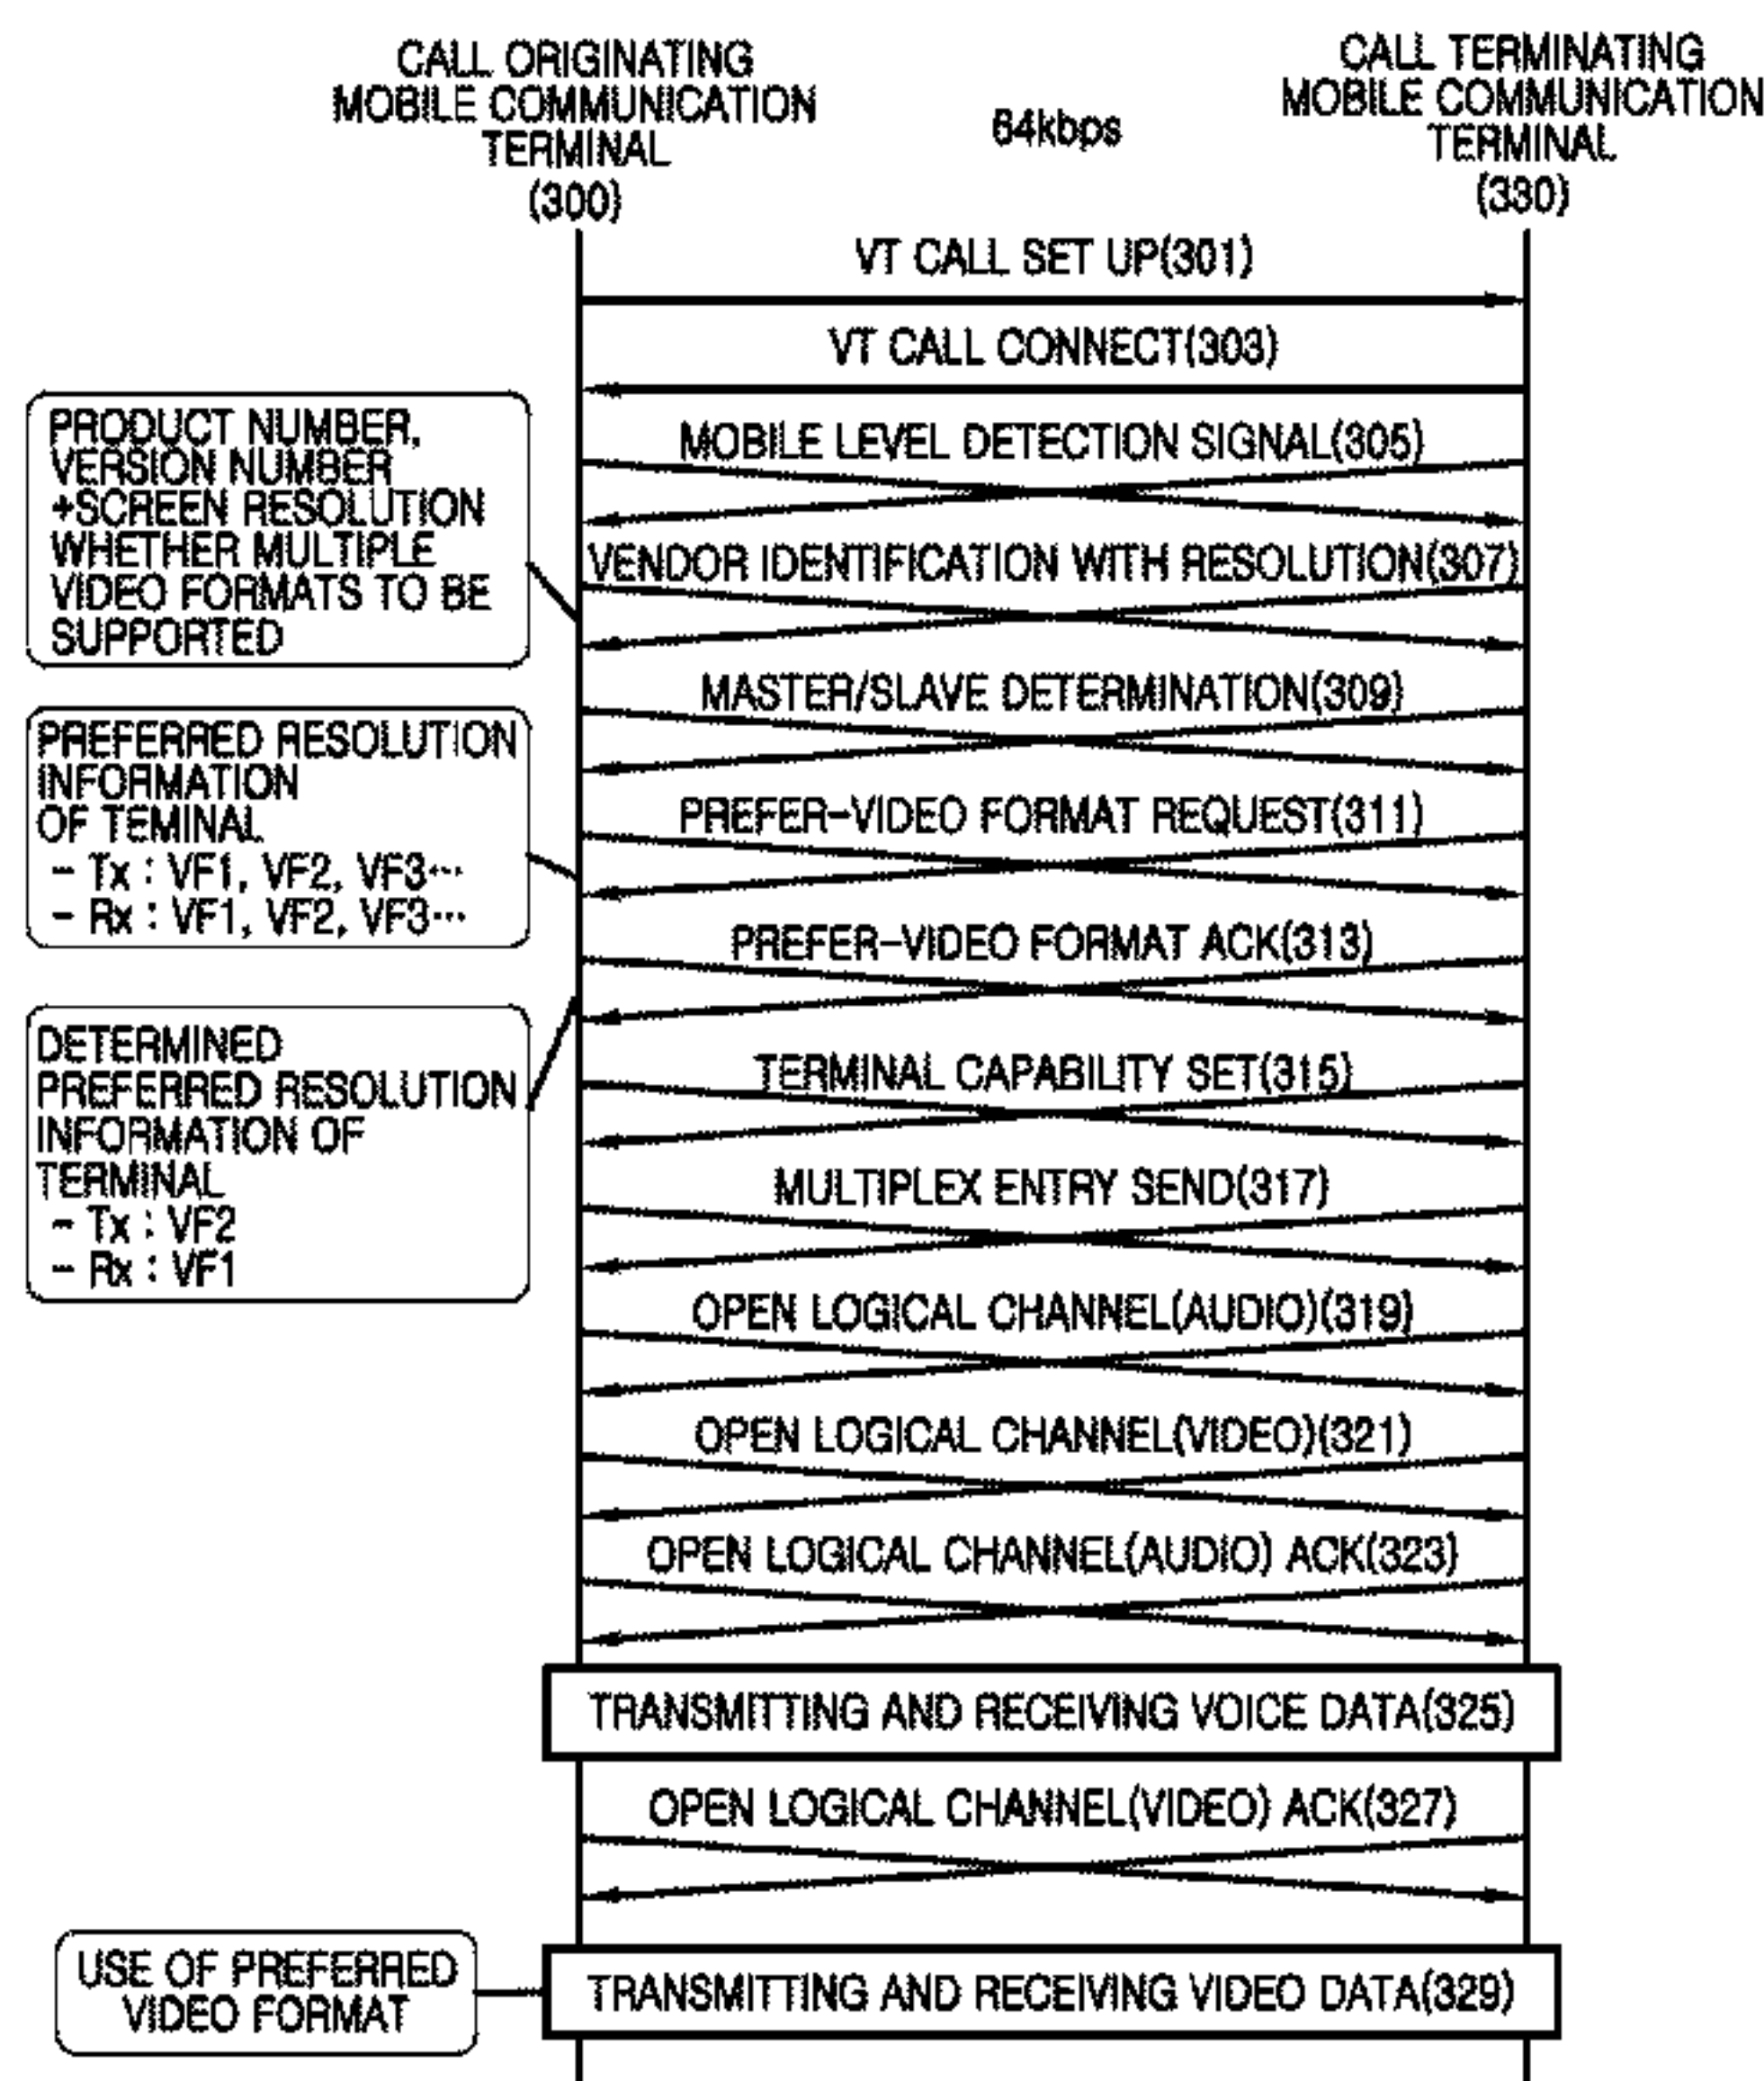 CALL ORIGINATING
MOBILE COMMUNICATION
TERMINAL
(300)
64kbps
CALL TERMINATING
MOBILE COMMUNICATION
TERMINAL
(330)
VT CALL SET UP(301)
VT CALL CONNECT(303)
PRODUCT NUMBER,
VERSION NUMBER
+SCREEN RESOLUTION
WHETHER MULTIPLE
VIDEO FORMATS TO BE
SUPPORTED
MOBILE LEVEL DETECTION SIGNAL(305)
VENDOR IDENTIFICATION WITH RESOLUTION(307)
MASTER/SLAVE DETERMINATION(309)
PREFERRED RESOLUTION
INFORMATION
OF TEMINAL
- Tx : VF1, VF2, VF3···
- Rx : VF1, VF2, VF3···
PREFER-VIDEO FORMAT REQUEST(311)
PREFER-VIDEO FORMAT ACK(313)
DETERMINED
PREFERRED RESOLUTION
INFORMATION OF
TERMINAL
- Tx : VF2
- Rx : VF1
TERMINAL CAPABILITY SET(315)
MULTIPLEX ENTRY SEND(317)
OPEN LOGICAL CHANNEL(AUDIO)(319)
OPEN LOGICAL CHANNEL(VIDEO)(321)
OPEN LOGICAL CHANNEL(AUDIO) ACK(323)
TRANSMITTING AND RECEIVING VOICE DATA(325)
OPEN LOGICAL CHANNEL(VIDEO) ACK(327)
USE OF PREFERRED
VIDEO FORMAT
TRANSMITTING AND RECEIVING VIDEO DATA(329)